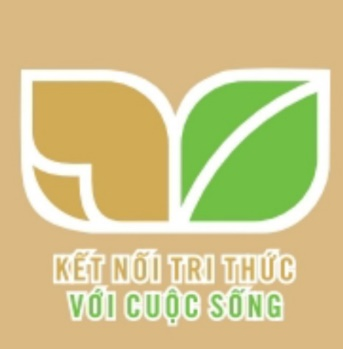 KẾT NỐI TRI THỨC
VỚI CUỘC SỐNG